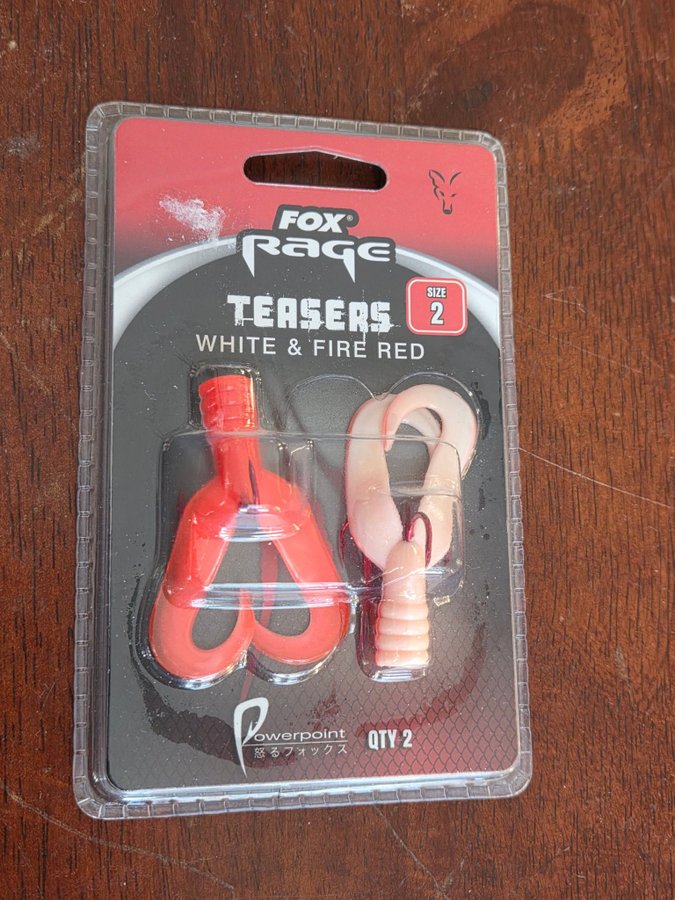 FOX®
RAGE
TEASERS
SIZE
2
WHITE & FIRE RED
Powerpoint
怒るフォックス
QTY 2